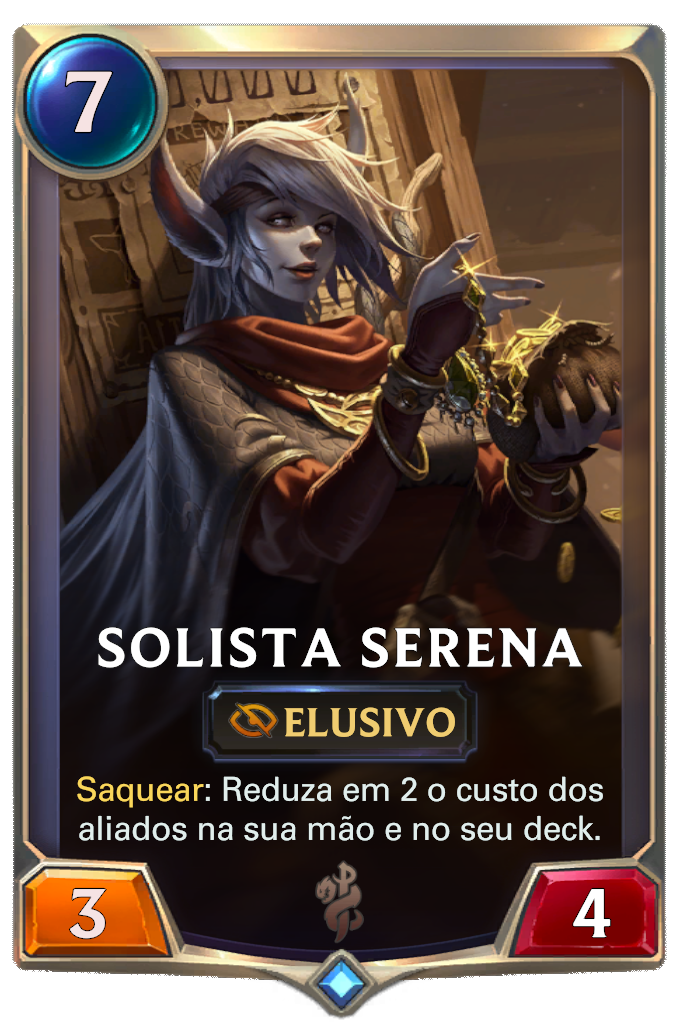 7
SOLISTA SERENA
ELUSIVO
Saquear: Reduza em 2 o custo dos
aliados na sua mão e no seu deck.
3
4